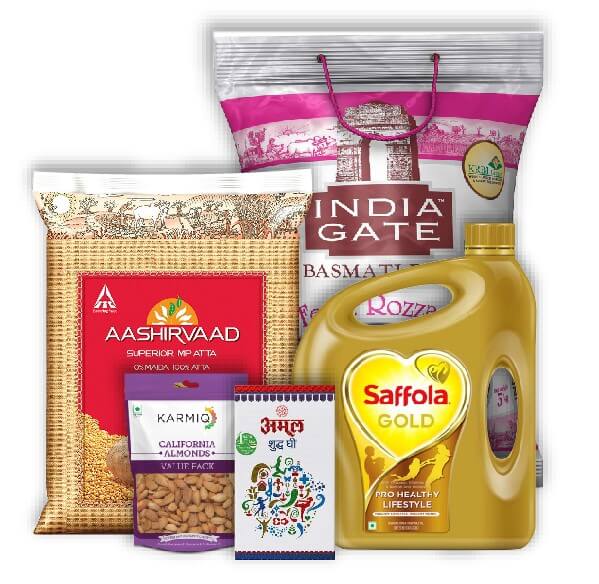 INDIA
GATE
BASMATI
Feast Rozza
AASHIRVAAD
SUPERIOR MP ATTA
0% MAIDA 100% ATTA
Saffola
GOLD
PRO HEALTHY
LIFESTYLE
KARMIQ
CALIFORNIA
ALMONDS
VALUE PACK
अमूल
शुद्ध घी